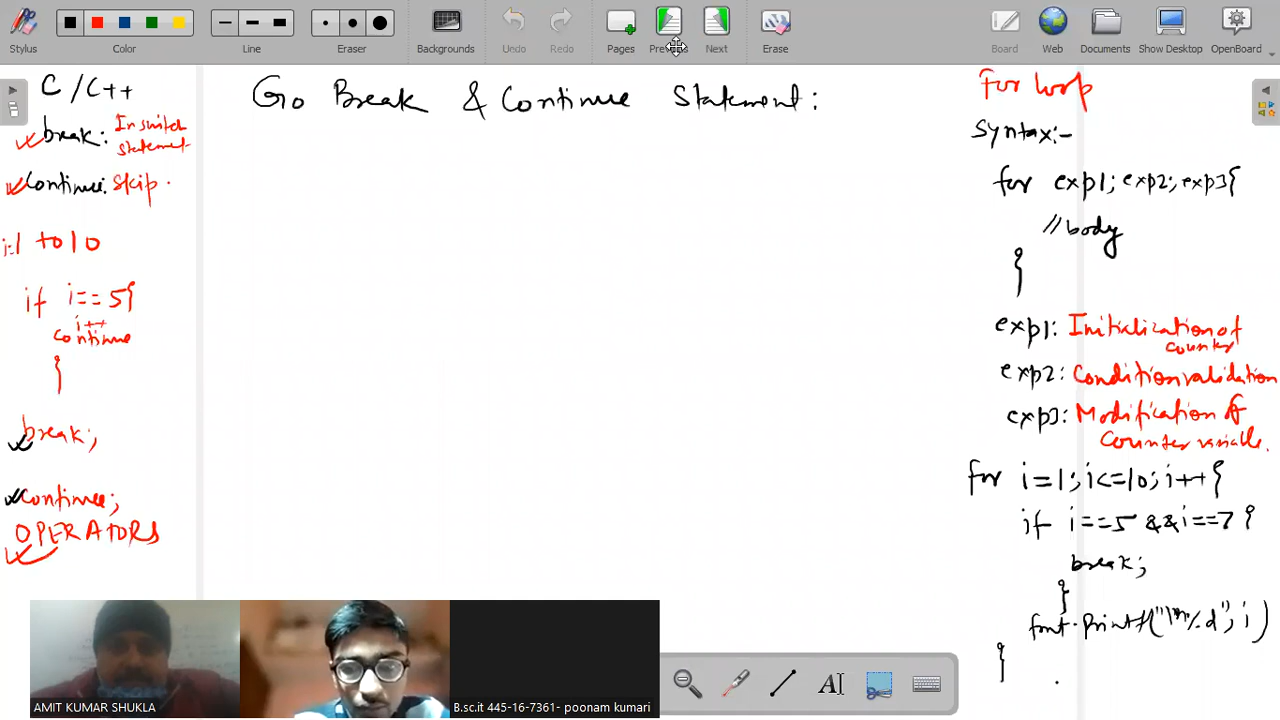 Stylus
Color
Line
Eraser
Backgrounds
Undo
Redo
Pages
Previous
Next
Erase
Board
Web
Documents
Show Desktop
OpenBoard
C/C++
break: In switch
statement
Continue: Skip.
i=1 to 10
if i==5{
i++
continue
}
break;
continue;
OPERATORS
Go Break & Continue Statement:
For loop
Syntax:-
for exp1; exp2; exp3{
//body
}
exp1: Initialization of
counter
exp2: Condition validation
exp3: Modification of
Counter variable.
for i=1; i<=10; i++{
if i==5 && i==7{
break;
}
fmt.Printf("\n%d", i)
}
AMIT KUMAR SHUKLA
B.sc.it 445-16-7361- poonam kumari